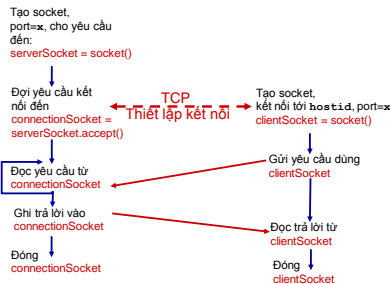 Tạo socket,
port=x, cho yêu cầu
đến:
serverSocket = socket()
Đợi yêu cầu kết
nối đến
connectionSocket =
serverSocket.accept()
TCP
Thiết lập kết nối
Tạo socket,
kết nối tới hostid, port=x
clientSocket = socket()
Gửi yêu cầu dùng
clientSocket
Đọc yêu cầu từ
connectionSocket
Ghi trả lời vào
connectionSocket
Đọc trả lời từ
clientSocket
Đóng
connectionSocket
Đóng
clientSocket